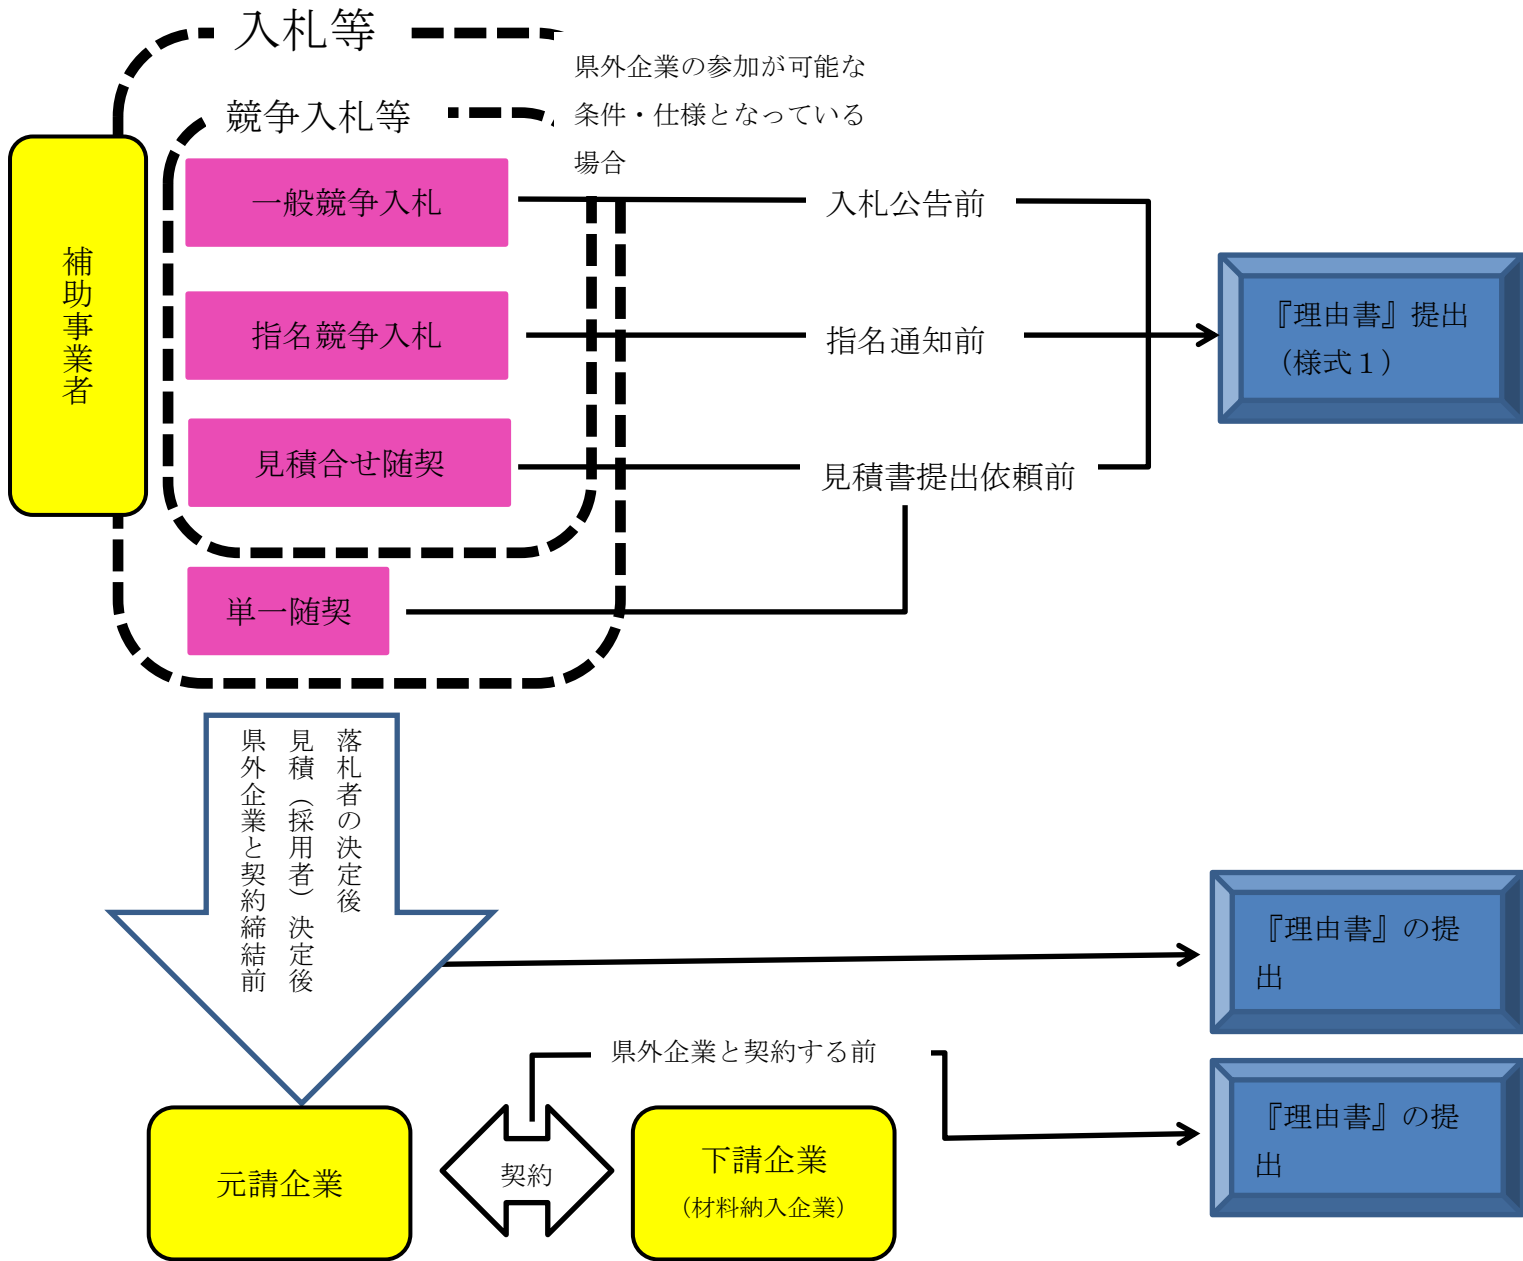 入札等
県外企業の参加が可能な
条件・仕様となっている
場合
競争入札等
補助事業者
一般競争入札
入札公告前
指名競争入札
指名通知前
『理由書』提出
（様式１）
見積合せ随契
見積書提出依頼前
単一随契
落札者の決定後
見積（採用者）決定後
県外企業と契約締結前
『理由書』の提
出
県外企業と契約する前
『理由書』の提
出
元請企業
契約
下請企業
（材料納入企業）